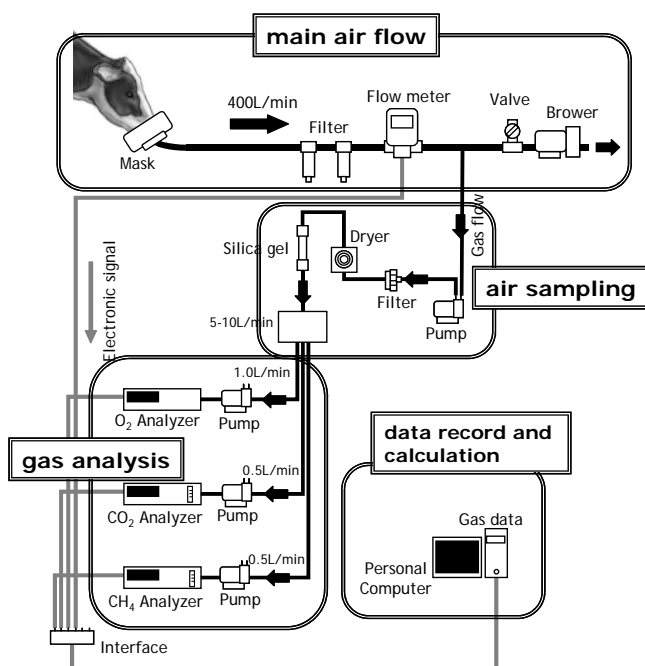 main air flow
400L/min
Flow meter
Valve
Brower
Filter
Mask
Gas flow
Silica gel
Dryer
Filter
Pump
air sampling
5-10L/min
Electronic signal
1.0L/min
O₂ Analyzer
Pump
gas analysis
0.5L/min
CO₂ Analyzer
Pump
0.5L/min
CH₄ Analyzer
Pump
Interface
data record and
calculation
Gas data
Personal
Computer